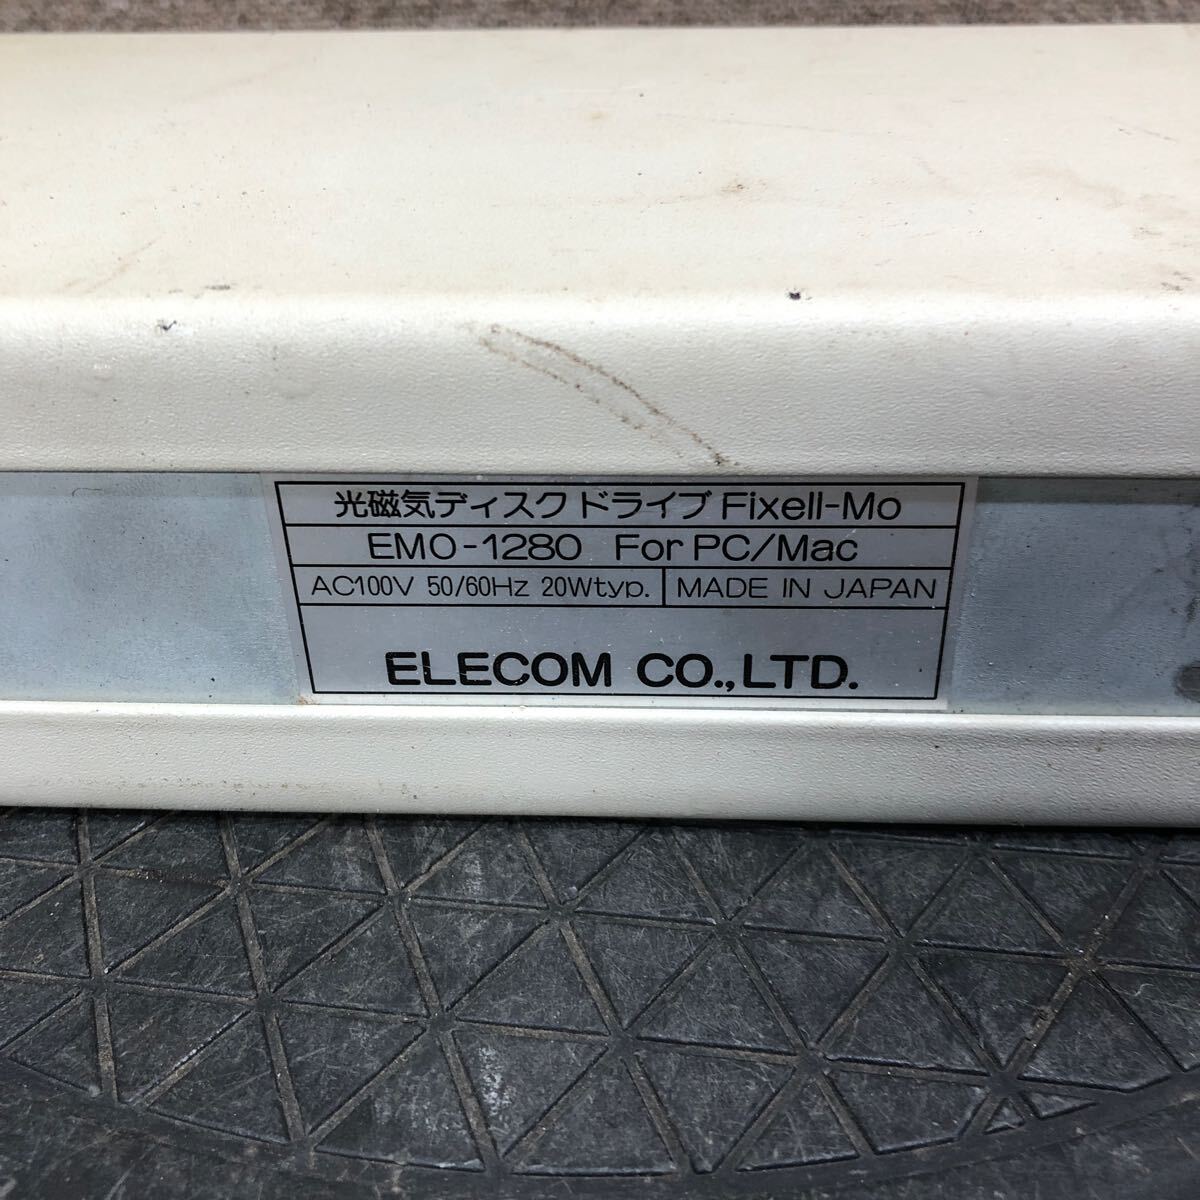 光磁気ディスクドライブ Fixell-Mo
EMO-1280 For PC/Mac
AC100V 50/60Hz 20Wtyp. MADE IN JAPAN
ELECOM CO.,LTD.